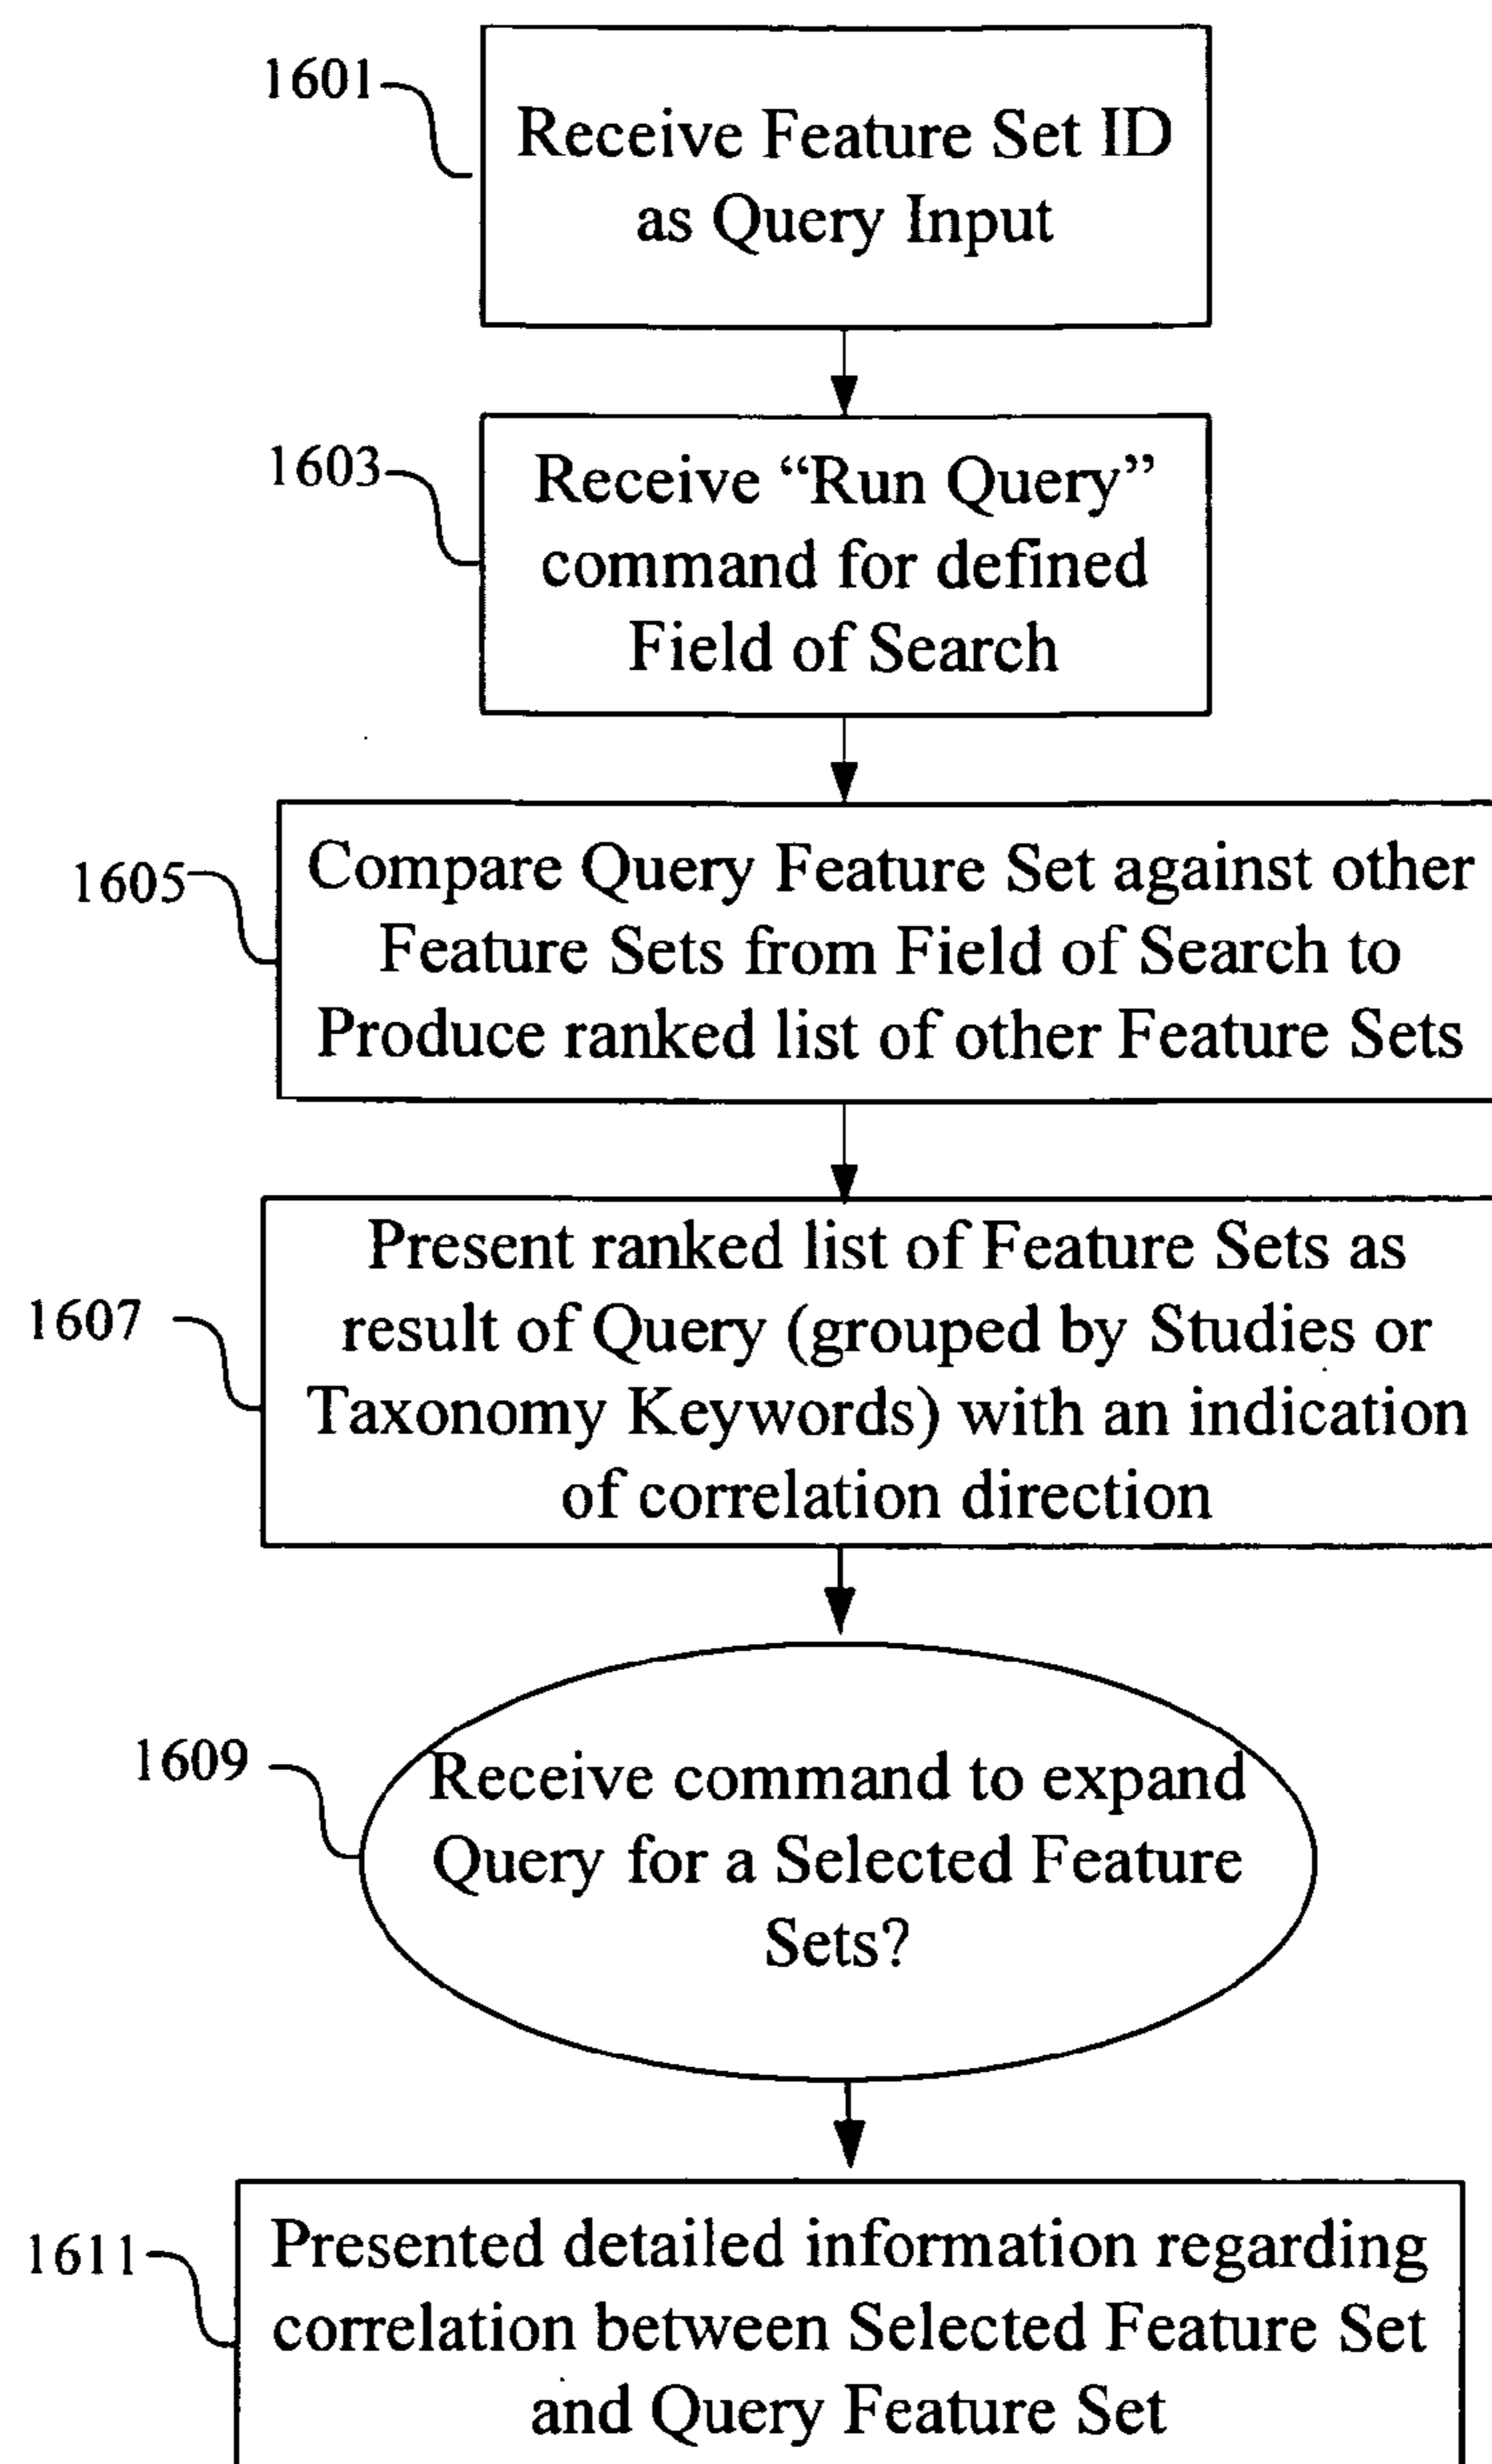 1601
Receive Feature Set ID
as Query Input
1603
Receive “Run Query”
command for defined
Field of Search
1605
Compare Query Feature Set against other
Feature Sets from Field of Search to
Produce ranked list of other Feature Sets
1607
Present ranked list of Feature Sets as
result of Query (grouped by Studies or
Taxonomy Keywords) with an indication
of correlation direction
1609
Receive command to expand
Query for a Selected Feature
Sets?
1611
Presented detailed information regarding
correlation between Selected Feature Set
and Query Feature Set